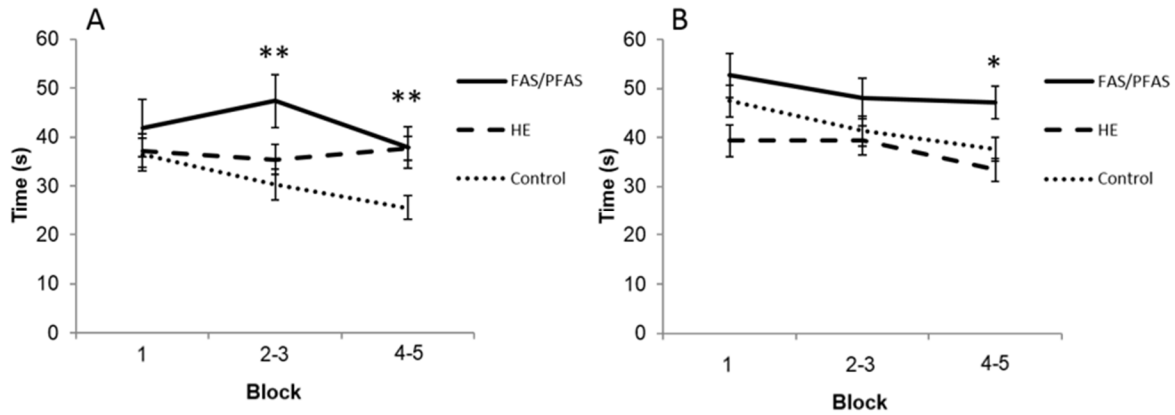 A
60
50
40
30
20
10
0
Time (s)
**
**
1
2-3
4-5
Block
FAS/PFAS
HE
Control
B
60
50
40
30
20
10
0
Time (s)
*
1
2-3
4-5
Block
FAS/PFAS
HE
Control